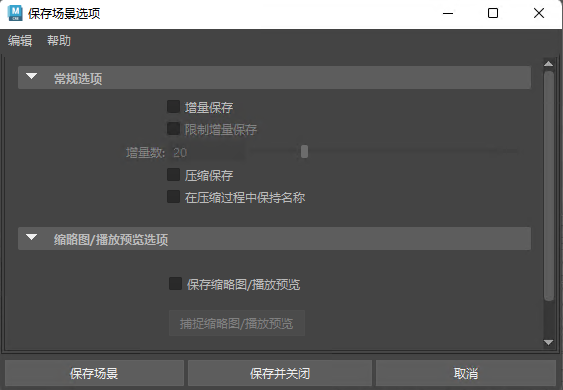 保存场景选项
编辑 帮助
常规选项
增量保存
限制增量保存
增量数: 20
压缩保存
在压缩过程中保持名称
缩略图/播放预览选项
保存缩略图/播放预览
捕捉缩略图/播放预览
保存场景 保存并关闭 取消